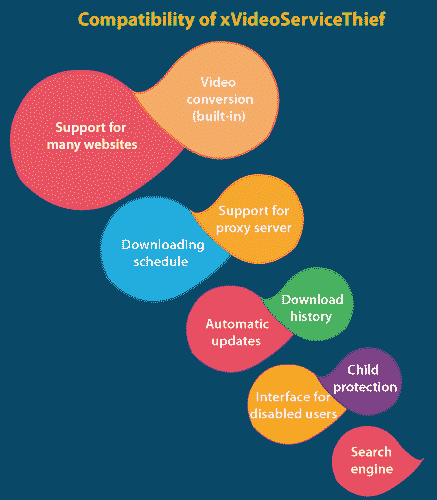 Compatibility of xVideoServiceThief
Video
conversion
(built-in)
Support for
many websites
Support for
proxy server
Downloading
schedule
Download
history
Automatic
updates
Child
protection
Interface for
disabled users
Search
engine